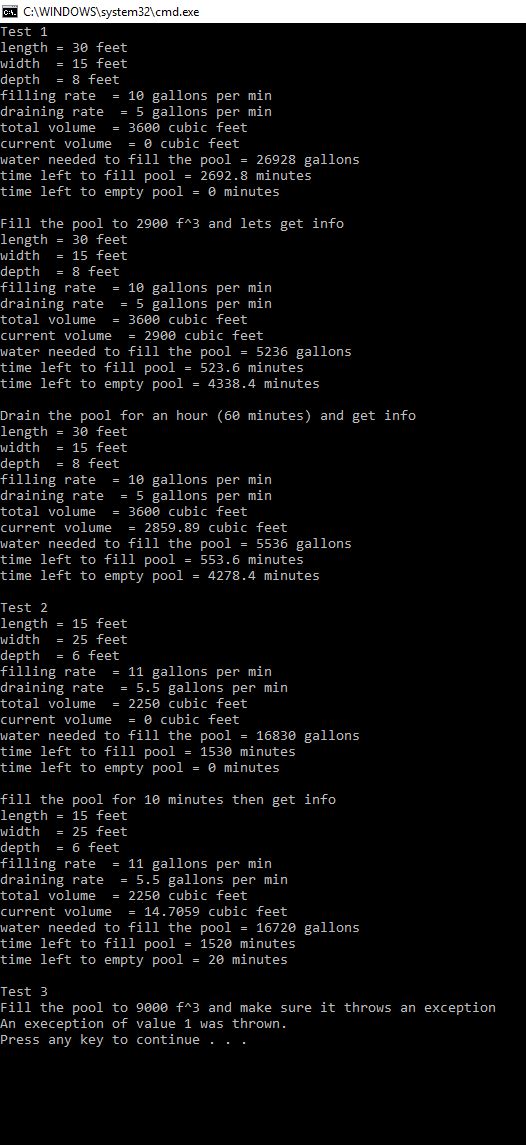 C:\WINDOWS\system32\cmd.exe
Test 1
length = 30 feet
width  = 15 feet
depth  = 8 feet
filling rate  = 10 gallons per min
draining rate  = 5 gallons per min
total volume  = 3600 cubic feet
current volume  = 0 cubic feet
water needed to fill the pool = 26928 gallons
time left to fill pool = 2692.8 minutes
time left to empty pool = 0 minutes

Fill the pool to 2900 f^3 and lets get info
length = 30 feet
width  = 15 feet
depth  = 8 feet
filling rate  = 10 gallons per min
draining rate  = 5 gallons per min
total volume  = 3600 cubic feet
current volume  = 2900 cubic feet
water needed to fill the pool = 5236 gallons
time left to fill pool = 523.6 minutes
time left to empty pool = 4338.4 minutes

Drain the pool for an hour (60 minutes) and get info
length = 30 feet
width  = 15 feet
depth  = 8 feet
filling rate  = 10 gallons per min
draining rate  = 5 gallons per min
total volume  = 3600 cubic feet
current volume  = 2859.89 cubic feet
water needed to fill the pool = 5536 gallons
time left to fill pool = 553.6 minutes
time left to empty pool = 4278.4 minutes

Test 2
length = 15 feet
width  = 25 feet
depth  = 6 feet
filling rate  = 11 gallons per min
draining rate  = 5.5 gallons per min
total volume  = 2250 cubic feet
current volume  = 0 cubic feet
water needed to fill the pool = 16830 gallons
time left to fill pool = 1530 minutes
time left to empty pool = 0 minutes

fill the pool for 10 minutes then get info
length = 15 feet
width  = 25 feet
depth  = 6 feet
filling rate  = 11 gallons per min
draining rate  = 5.5 gallons per min
total volume  = 2250 cubic feet
current volume  = 14.7059 cubic feet
water needed to fill the pool = 16720 gallons
time left to fill pool = 1520 minutes
time left to empty pool = 20 minutes

Test 3
Fill the pool to 9000 f^3 and make sure it throws an exception
An exeception of value 1 was thrown.
Press any key to continue . . .